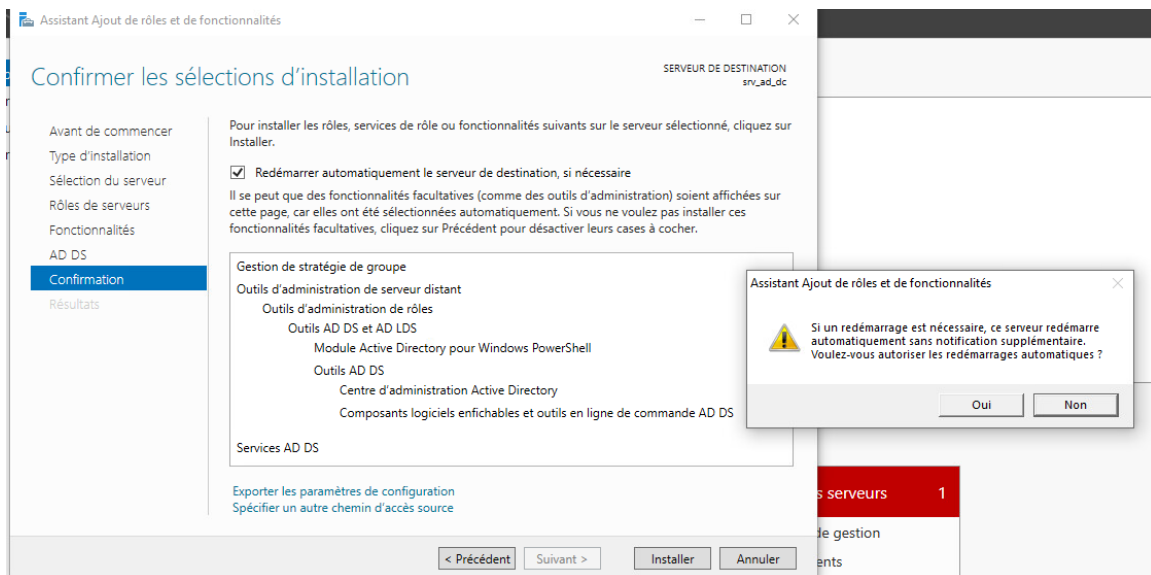 Assistant Ajout de rôles et de fonctionnalités
Confirmer les sélections d'installation
SERVEUR DE DESTINATION
srv_ad_dc
Avant de commencer
Type d'installation
Sélection du serveur
Rôles de serveurs
Fonctionnalités
AD DS
Confirmation
Résultats
Pour installer les rôles, services de rôle ou fonctionnalités suivants sur le serveur sélectionné, cliquez sur
Installer.
Redémarrer automatiquement le serveur de destination, si nécessaire
Il se peut que des fonctionnalités facultatives (comme des outils d'administration) soient affichées sur
cette page, car elles ont été sélectionnées automatiquement. Si vous ne voulez pas installer ces
fonctionnalités facultatives, cliquez sur Précédent pour désactiver leurs cases à cocher.
Gestion de stratégie de groupe
Outils d'administration de serveur distant
Outils d'administration de rôles
Outils AD DS et AD LDS
Module Active Directory pour Windows PowerShell
Outils AD DS
Centre d'administration Active Directory
Composants logiciels enfichables et outils en ligne de commande AD DS
Services AD DS
Exporter les paramètres de configuration
Spécifier un autre chemin d'accès source
< Précédent
Suivant >
Installer
Annuler
Assistant Ajout de rôles et de fonctionnalités
Si un redémarrage est nécessaire, ce serveur redémarre
automatiquement sans notification supplémentaire.
Voulez-vous autoriser les redémarrages automatiques ?
Oui
Non
s serveurs 1
de gestion
ents